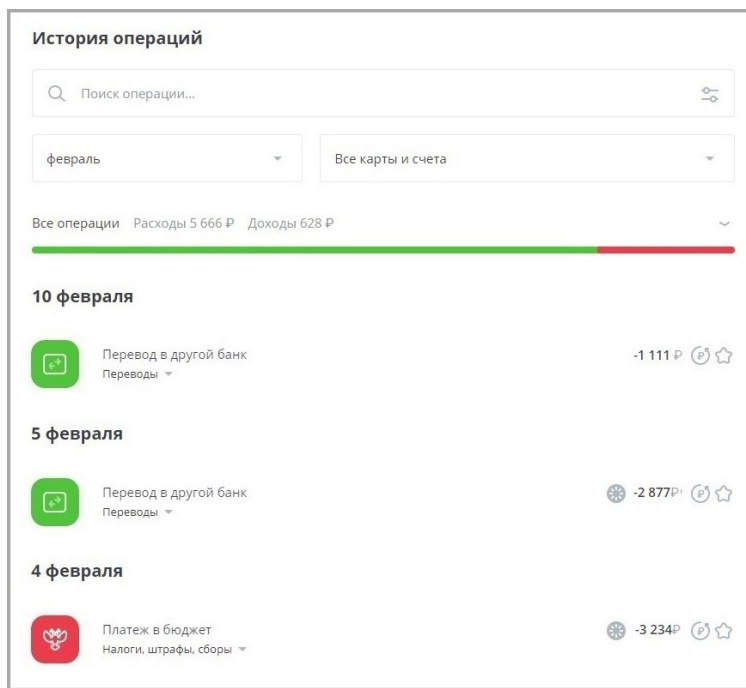 История операций
Поиск операции...
февраль
Все карты и счета
Все операции Расходы 5 666 ₽ Доходы 628 ₽
10 февраля
Перевод в другой банк
-1 111 ₽
Переводы
5 февраля
Перевод в другой банк
-2 877₽
Переводы
4 февраля
Платеж в бюджет
-3 234₽
Налоги, штрафы, сборы